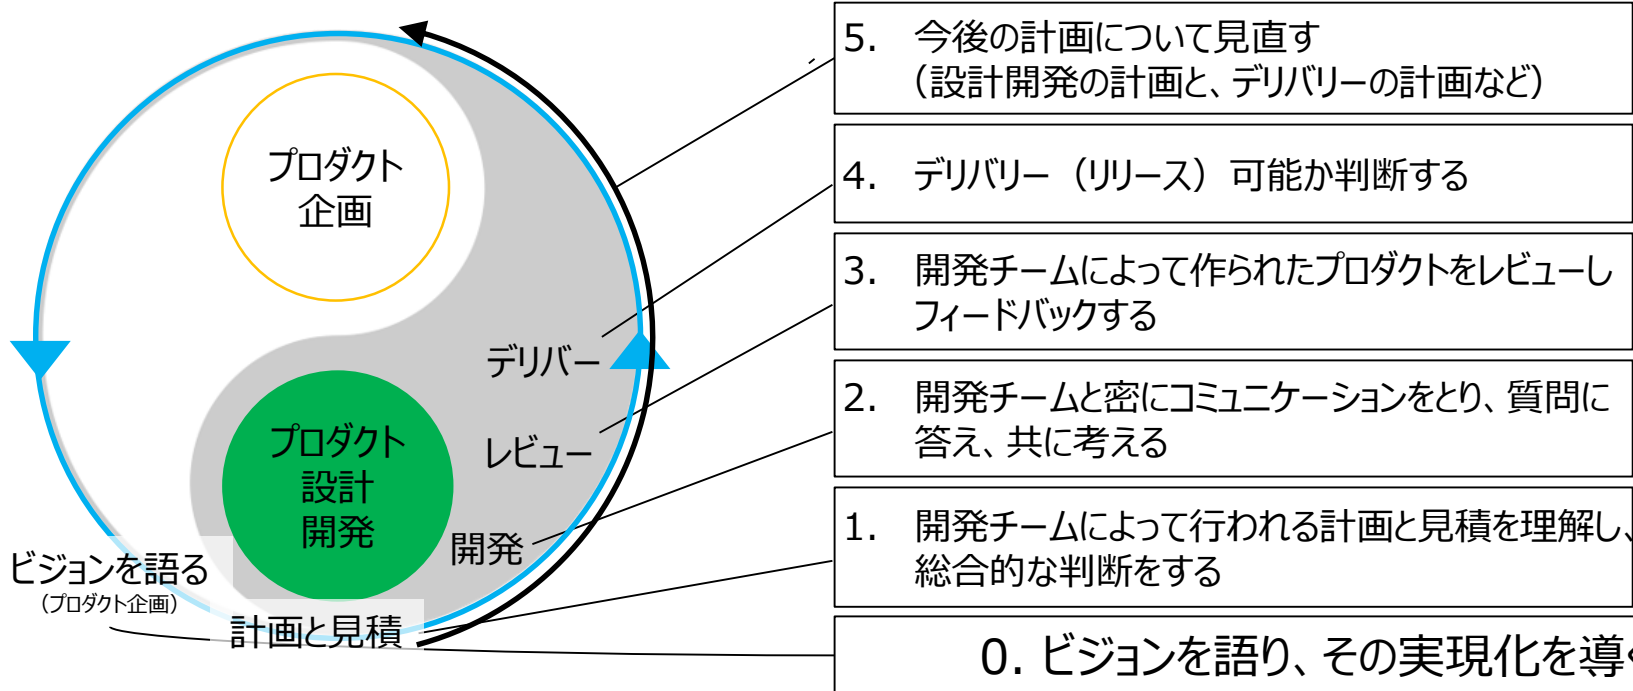 プロダクト
企画
プロダクト
設計
開発
デリバー
レビュー
開発
ビジョンを語る
（プロダクト企画）
計画と見積
5. 今後の計画について見直す
（設計開発の計画と、デリバリーの計画など）
4. デリバリー（リリース）可能か判断する
3. 開発チームによって作られたプロダクトをレビューし
フィードバックする
2. 開発チームと密にコミュニケーションをとり、質問に
答え、共に考える
1. 開発チームによって行われる計画と見積を理解し、
総合的な判断をする
0. ビジョンを語り、その実現化を導く